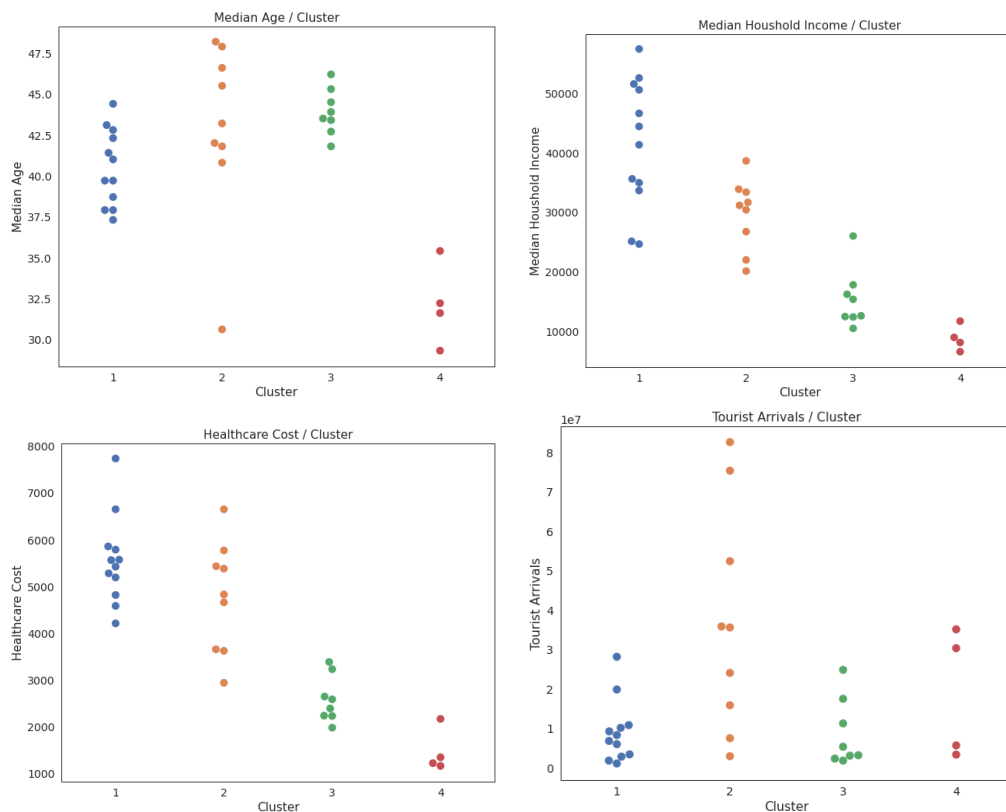 Median Age / Cluster
47.5
45.0
42.5
40.0
37.5
35.0
32.5
30.0
Median Age
1 2 3 4
Cluster
Median Houshold Income / Cluster
50000
40000
30000
20000
10000
Median Houshold Income
1 2 3 4
Cluster
Healthcare Cost / Cluster
8000
7000
6000
5000
4000
3000
2000
1000
Healthcare Cost
1 2 3 4
Cluster
Tourist Arrivals / Cluster
1e7
8
7
6
5
4
3
2
1
0
Tourist Arrivals
1 2 3 4
Cluster